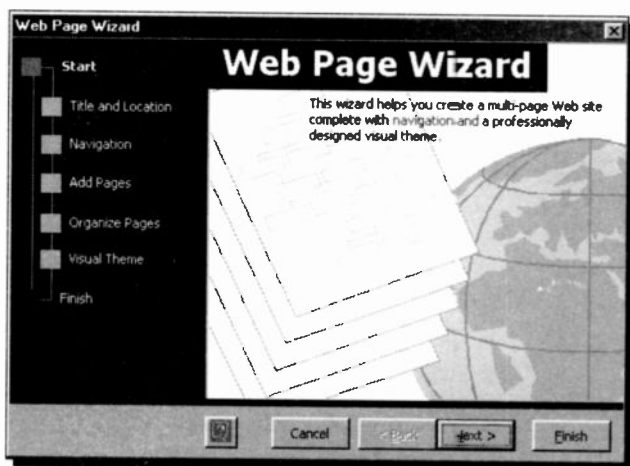 Web Page Wizard
Start
Title and Location
Navigation
Add Pages
Organize Pages
Visual Theme
Finish
Web Page Wizard
This wizard helps you create a multi-page Web site
complete with navigation and a professionally
designed visual theme.
Cancel
< Back
Next >
Finish